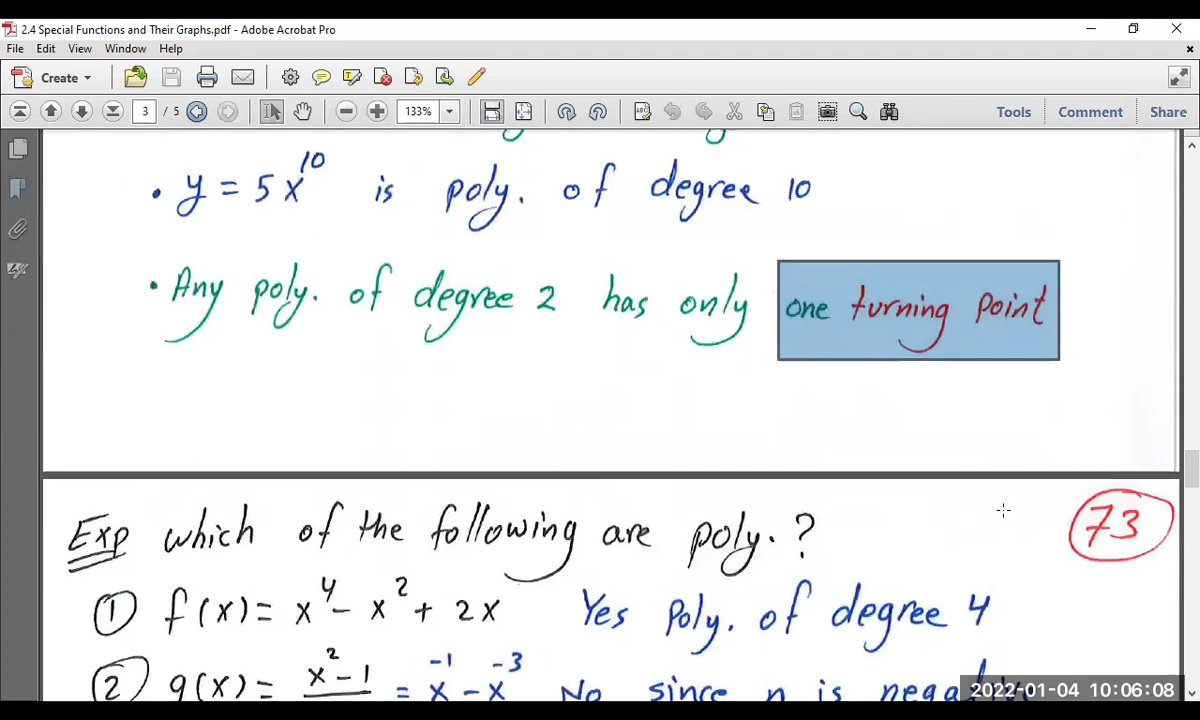 2.4 Special Functions and Their Graphs.pdf - Adobe Acrobat Pro
File Edit View Window Help
Create
3 / 5 133% Tools Comment Share
• y = 5x^10 is poly. of degree 10
• Any poly. of degree 2 has only one turning point
Exp which of the following are poly. ? 73
① f(x) = x^4 - x^2 + 2x Yes Poly. of degree 4
② g(x) = x^2 - 1 = x^-1 - x^-3 No since n is negative
2022-01-04 10:06:08